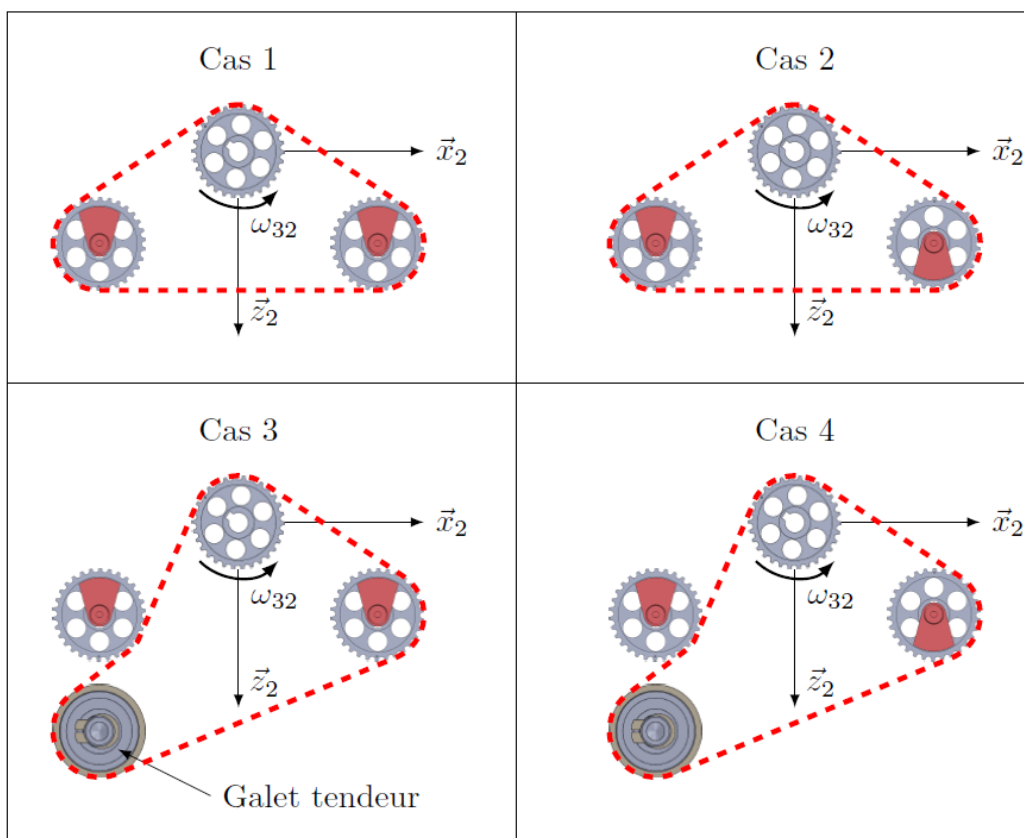 Cas 1
x⃗₂
ω₃₂
z⃗₂
Cas 2
x⃗₂
ω₃₂
z⃗₂
Cas 3
x⃗₂
ω₃₂
z⃗₂
Galet tendeur
Cas 4
x⃗₂
ω₃₂
z⃗₂